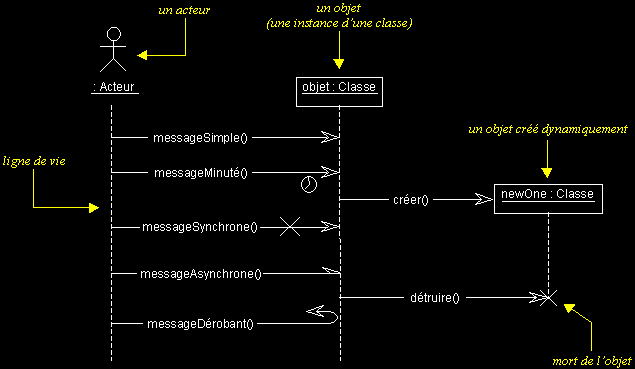 un acteur
un objet
(une instance d'une classe)
: Acteur
objet : Classe
messageSimple()
un objet créé dynamiquement
ligne de vie
messageMinuté()
créer()
newOne : Classe
messageSynchrone()
messageAsynchrone()
détruire()
messageDérobant()
mort de l'objet